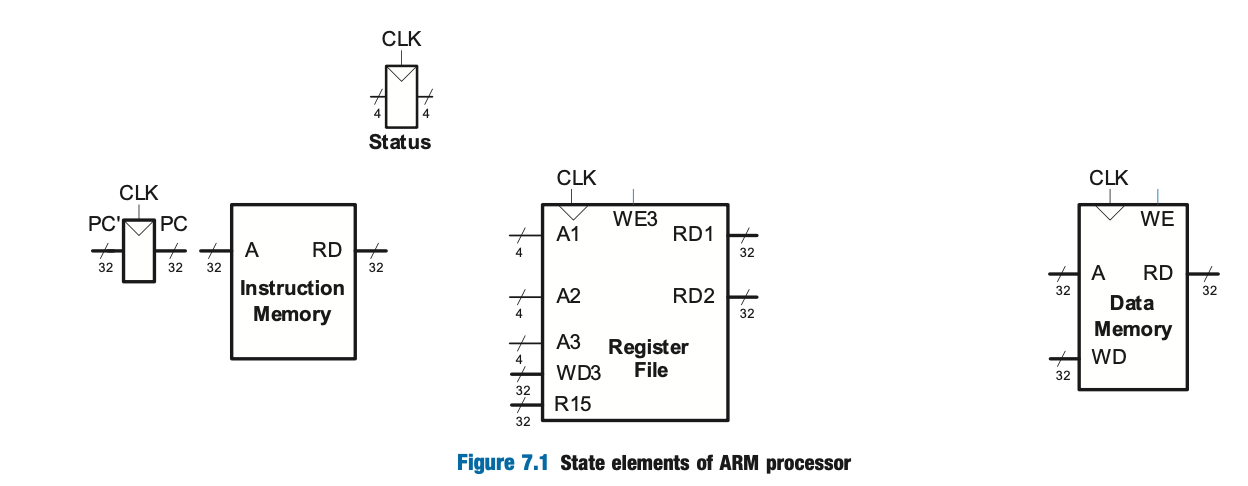 CLK
4 4
Status
CLK
PC' PC
32 32
32
A RD
32
Instruction
Memory
CLK
WE3
A1 RD1
4 32
A2 RD2
4 32
A3
4
Register
File
WD3
32
R15
32
CLK
WE
A RD
32 32
Data
Memory
WD
32
Figure 7.1 State elements of ARM processor